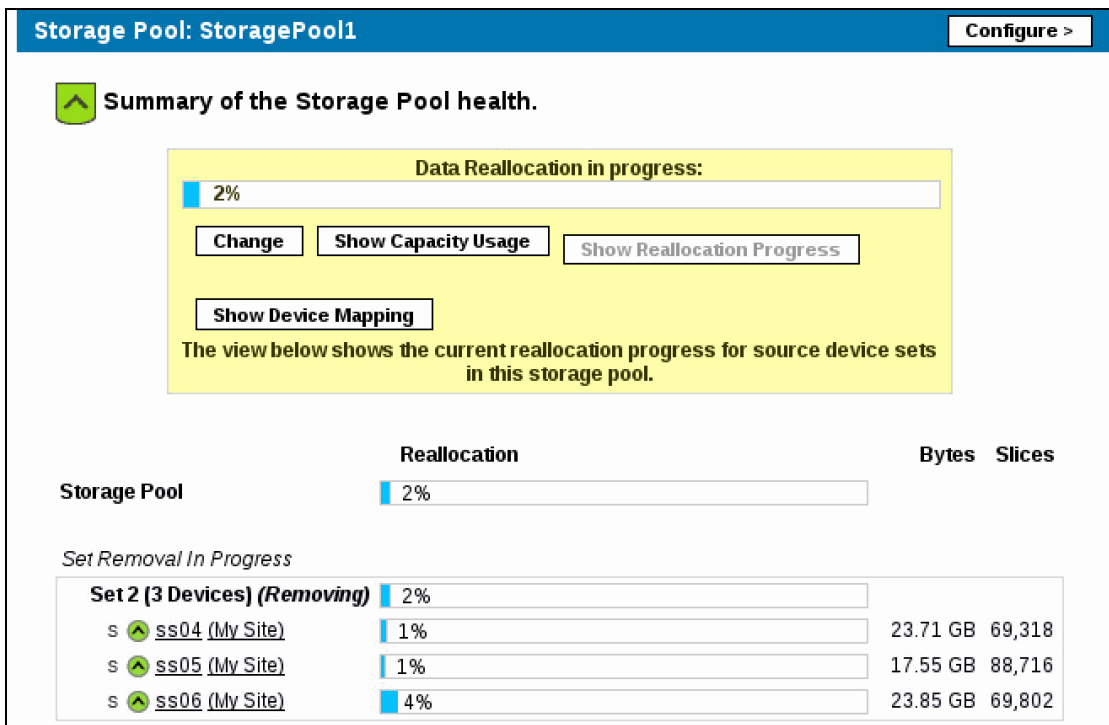 Storage Pool: StoragePool1 Configure >
Summary of the Storage Pool health.
Data Reallocation in progress:
2%
Change Show Capacity Usage Show Reallocation Progress
Show Device Mapping
The view below shows the current reallocation progress for source device sets
in this storage pool.
Reallocation Bytes Slices
Storage Pool 2%
Set Removal In Progress
Set 2 (3 Devices) (Removing) 2%
S ss04 (My Site) 1% 23.71 GB 69,318
S ss05 (My Site) 1% 17.55 GB 88,716
S ss06 (My Site) 4% 23.85 GB 69,802